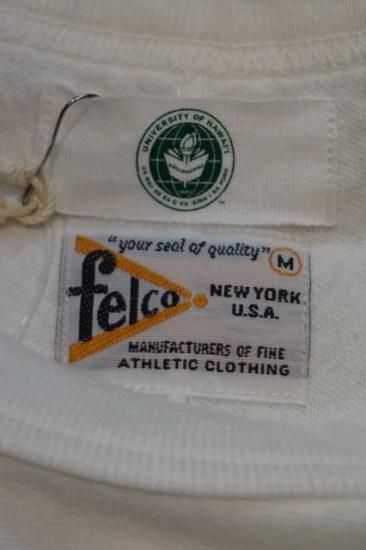 UNIVERSITY OF HAWAI'I
"your seal of quality" M
felco
NEW YORK
U.S.A.
MANUFACTURERS OF FINE
ATHLETIC CLOTHING